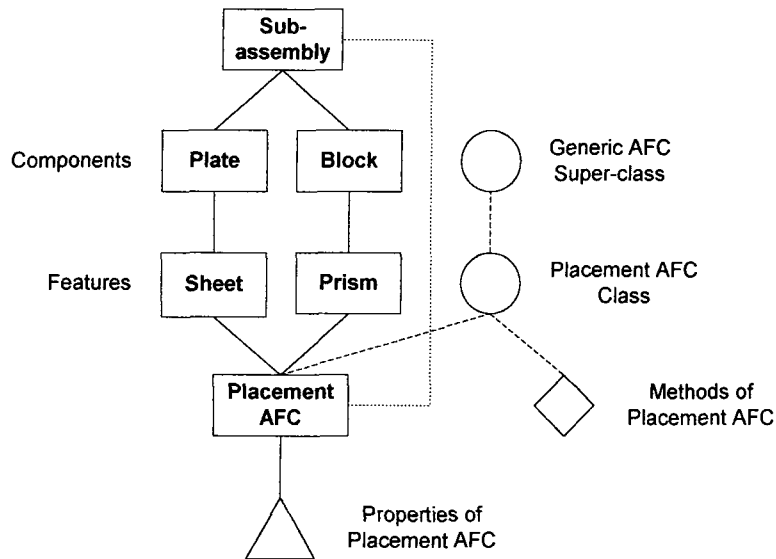 Sub-
assembly
Components
Plate
Block
Generic AFC
Super-class
Features
Sheet
Prism
Placement AFC
Class
Placement
AFC
Methods of
Placement AFC
Properties of
Placement AFC